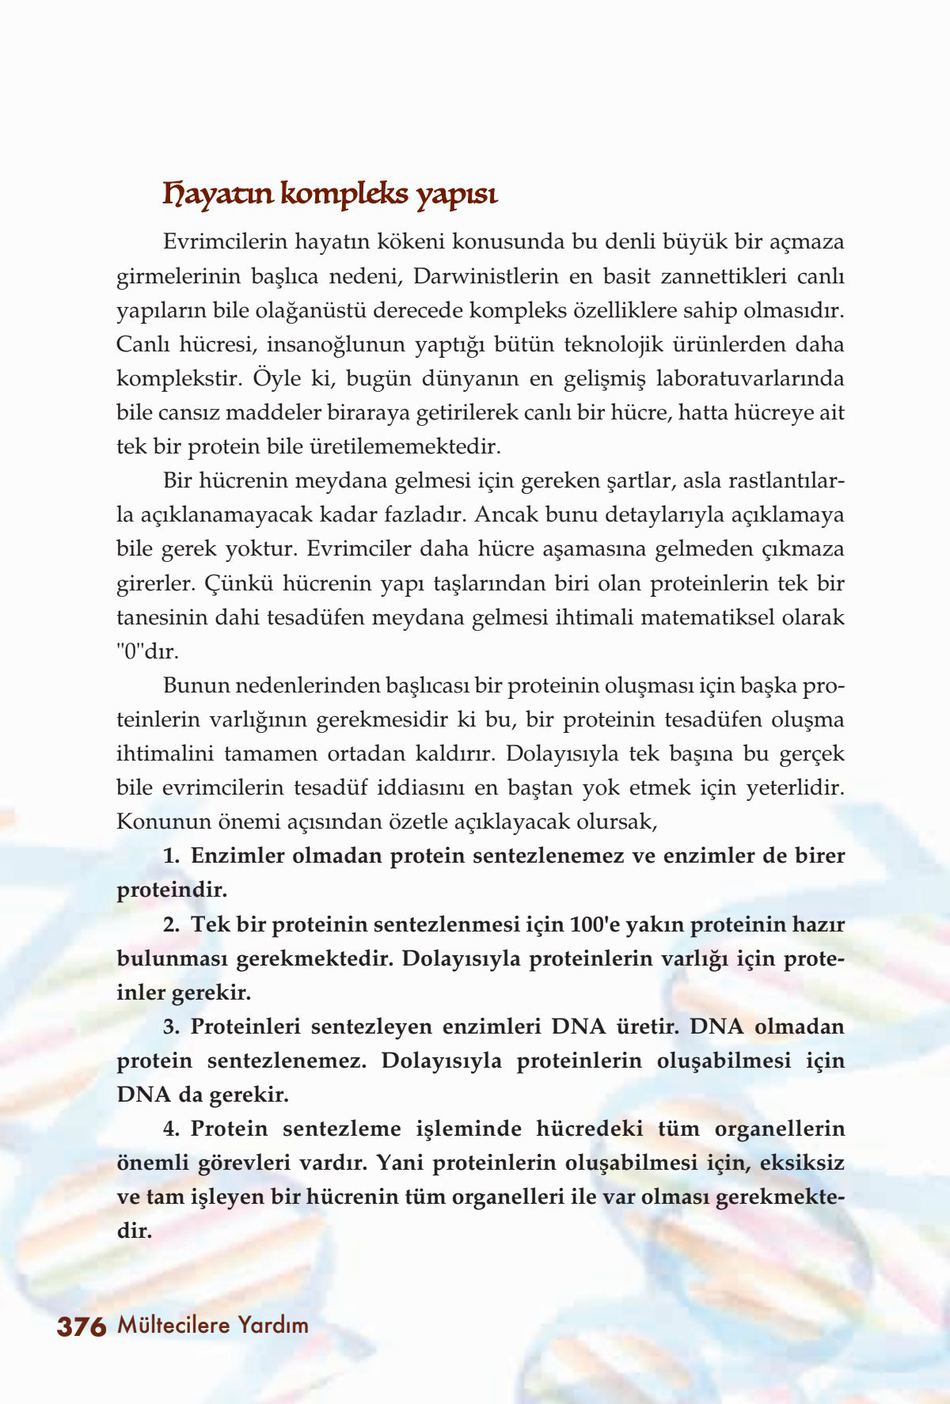 Hayatın kompleks yapısı
Evrimcilerin hayatın kökeni konusunda bu denli büyük bir açmaza
girmelerinin başlıca nedeni, Darwinistlerin en basit zannettikleri canlı
yapıların bile olağanüstü derecede kompleks özelliklere sahip olmasıdır.
Canlı hücresi, insanoğlunun yaptığı bütün teknolojik ürünlerden daha
komplekstir. Öyle ki, bugün dünyanın en gelişmiş laboratuvarlarında
bile cansız maddeler biraraya getirilerek canlı bir hücre, hatta hücreye ait
tek bir protein bile üretilememektedir.
Bir hücrenin meydana gelmesi için gereken şartlar, asla rastlantılar-
la açıklanamayacak kadar fazladır. Ancak bunu detaylarıyla açıklamaya
bile gerek yoktur. Evrimciler daha hücre aşamasına gelmeden çıkmaza
girerler. Çünkü hücrenin yapı taşlarından biri olan proteinlerin tek bir
tanesinin dahi tesadüfen meydana gelmesi ihtimali matematiksel olarak
"0"dır.
Bunun nedenlerinden başlıcası bir proteinin oluşması için başka pro-
teinlerin varlığının gerekmesidir ki bu, bir proteinin tesadüfen oluşma
ihtimalini tamamen ortadan kaldırır. Dolayısıyla tek başına bu gerçek
bile evrimcilerin tesadüf iddiasını en baştan yok etmek için yeterlidir.
Konunun önemi açısından özetle açıklayacak olursak,
1. Enzimler olmadan protein sentezlenemez ve enzimler de birer
proteindir.
2. Tek bir proteinin sentezlenmesi için 100'e yakın proteinin hazır
bulunması gerekmektedir. Dolayısıyla proteinlerin varlığı için prote-
inler gerekir.
3. Proteinleri sentezleyen enzimleri DNA üretir. DNA olmadan
protein sentezlenemez. Dolayısıyla proteinlerin oluşabilmesi için
DNA da gerekir.
4. Protein sentezleme işleminde hücredeki tüm organellerin
önemli görevleri vardır. Yani proteinlerin oluşabilmesi için, eksiksiz
ve tam işleyen bir hücrenin tüm organelleri ile var olması gerekmekte-
dir.
376 Mültecilere Yardım